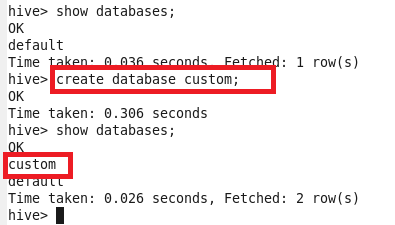 hive> show databases;
OK
default
Time taken: 0.036 seconds, Fetched: 1 row(s)
hive> create database custom;
OK
Time taken: 0.306 seconds
hive> show databases;
OK
custom
default
Time taken: 0.026 seconds, Fetched: 2 row(s)
hive>